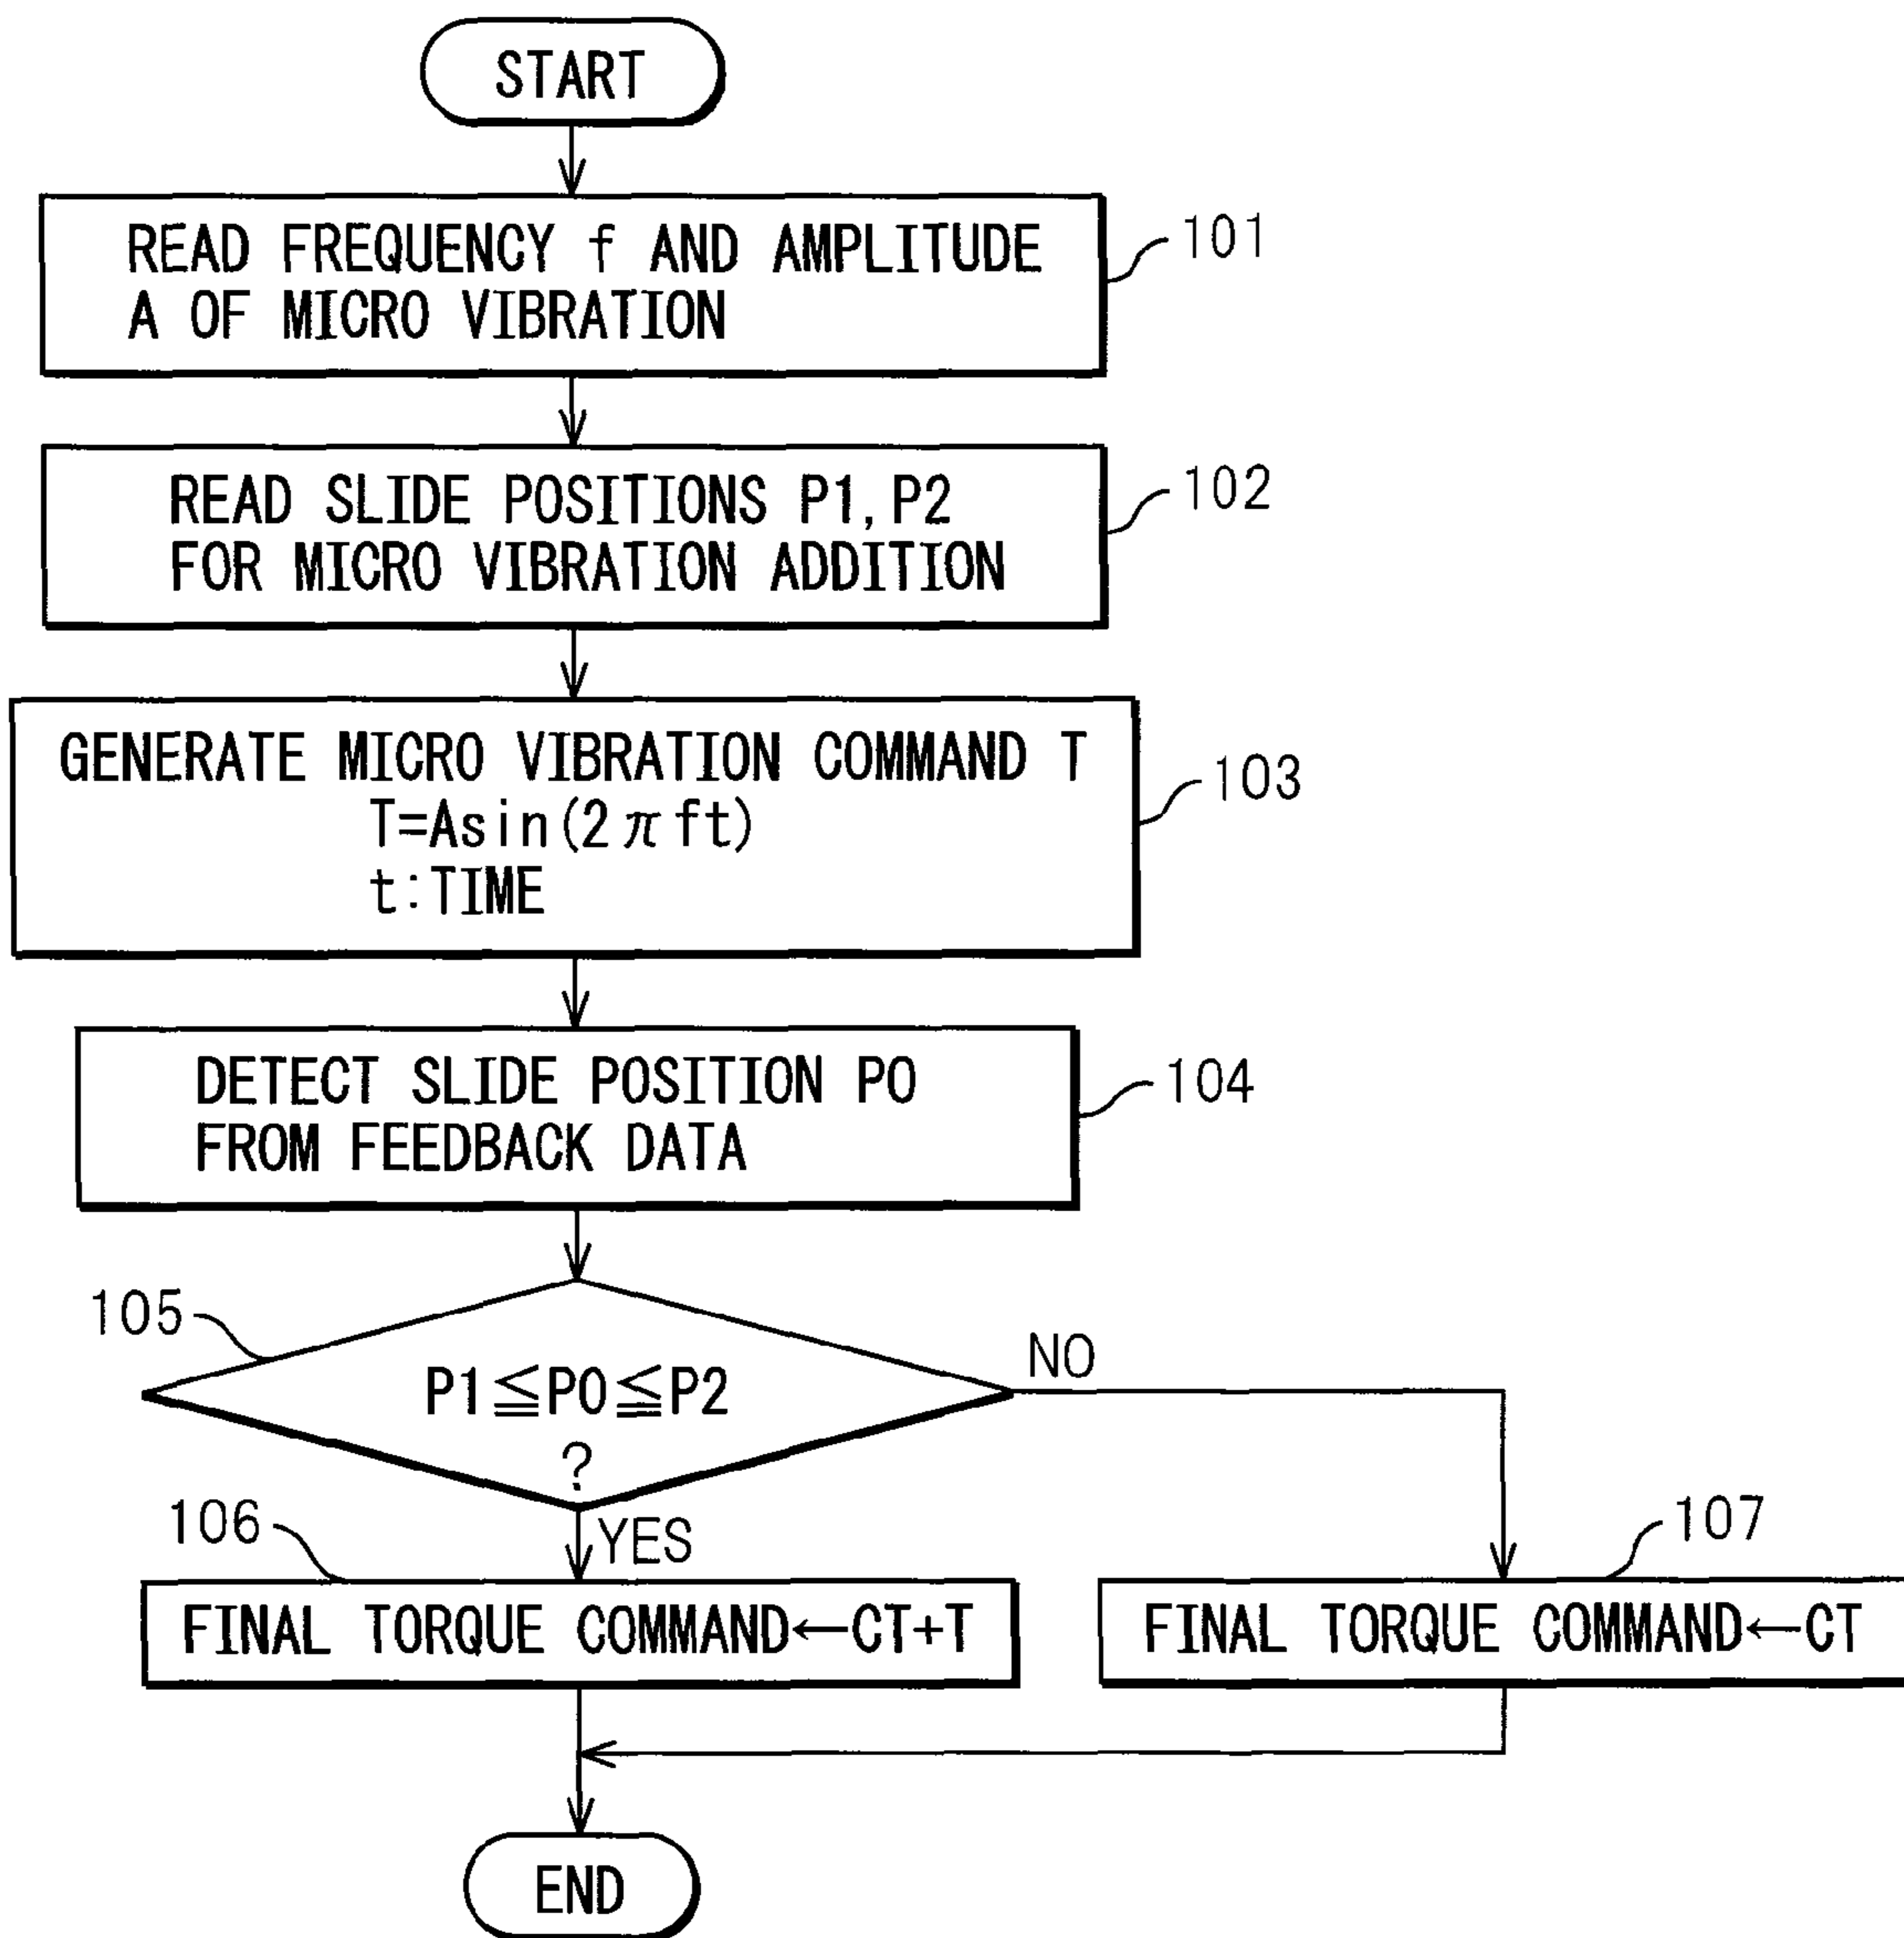 START
READ FREQUENCY f AND AMPLITUDE
A OF MICRO VIBRATION
101
READ SLIDE POSITIONS P1, P2
FOR MICRO VIBRATION ADDITION
102
GENERATE MICRO VIBRATION COMMAND T
T=Asin(2πft)
t:TIME
103
DETECT SLIDE POSITION P0
FROM FEEDBACK DATA
104
105
P1≦P0≦P2
?
NO
YES
106
FINAL TORQUE COMMAND←CT+T
107
FINAL TORQUE COMMAND←CT
END